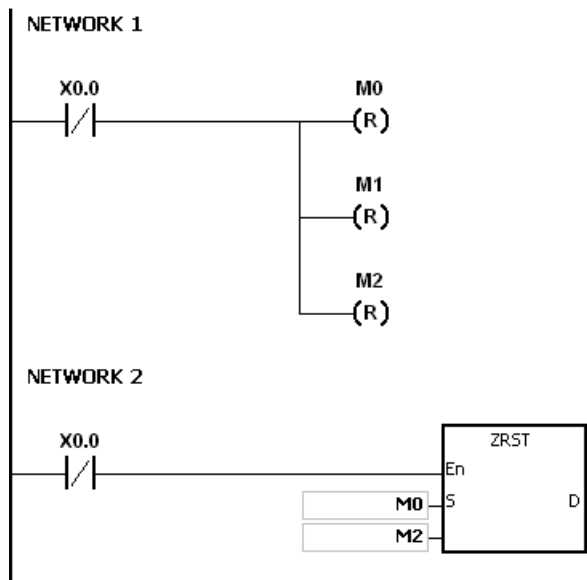 NETWORK 1
X0.0
M0
(R)
M1
(R)
M2
(R)
NETWORK 2
X0.0
ZRST
En
M0 S D
M2